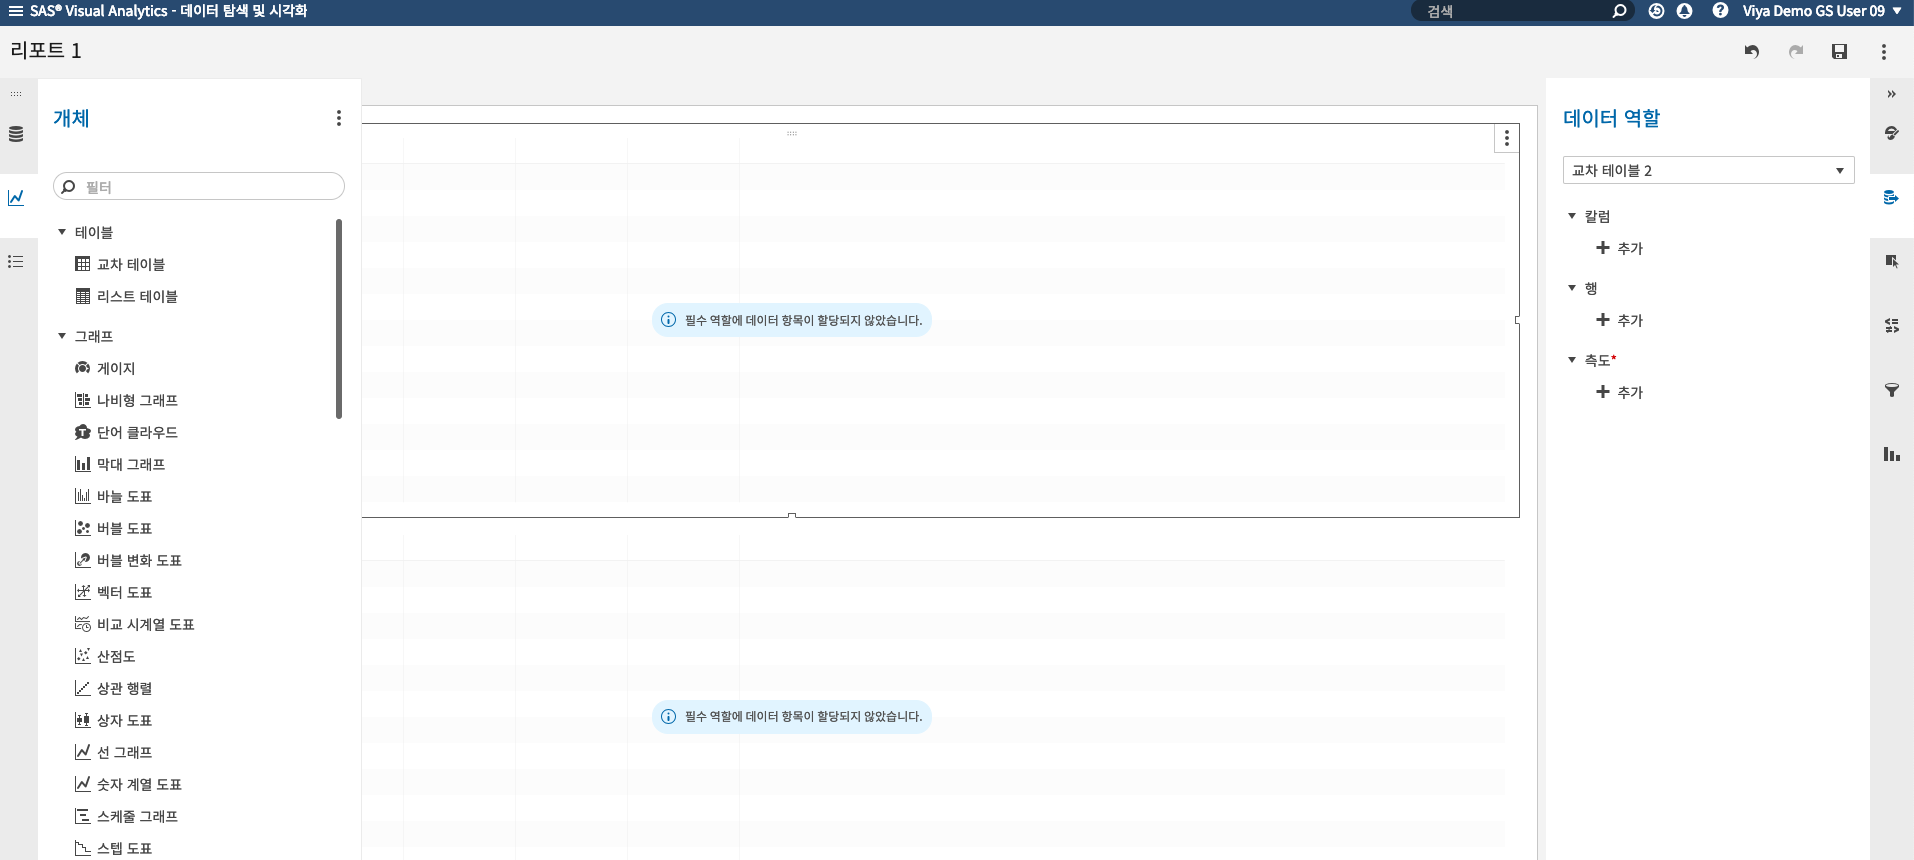 SAS® Visual Analytics - 데이터 탐색 및 시각화
검색
Viya Demo GS User 09
리포트 1
개체
필터
테이블
교차 테이블
리스트 테이블
그래프
게이지
나비형 그래프
단어 클라우드
막대 그래프
바늘 도표
버블 도표
버블 변화 도표
벡터 도표
비교 시계열 도표
산점도
상관 행렬
상자 도표
선 그래프
숫자 계열 도표
스케줄 그래프
스텝 도표
필수 역할에 데이터 항목이 할당되지 않았습니다.
필수 역할에 데이터 항목이 할당되지 않았습니다.
데이터 역할
교차 테이블 2
칼럼
추가
행
추가
측도*
추가